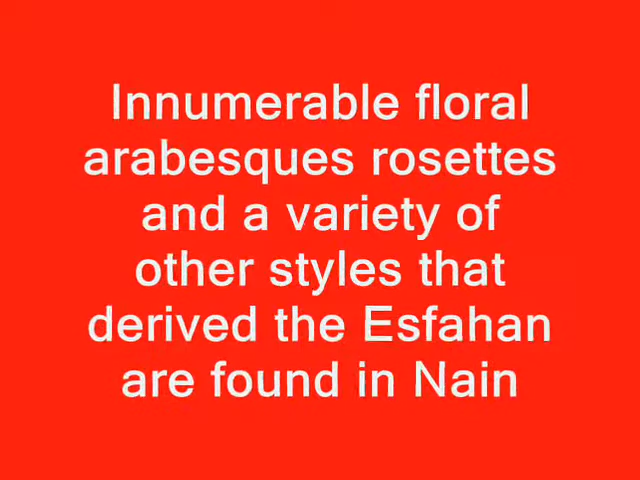 Innumerable floral
arabesques rosettes
and a variety of
other styles that
derived the Esfahan
are found in Nain